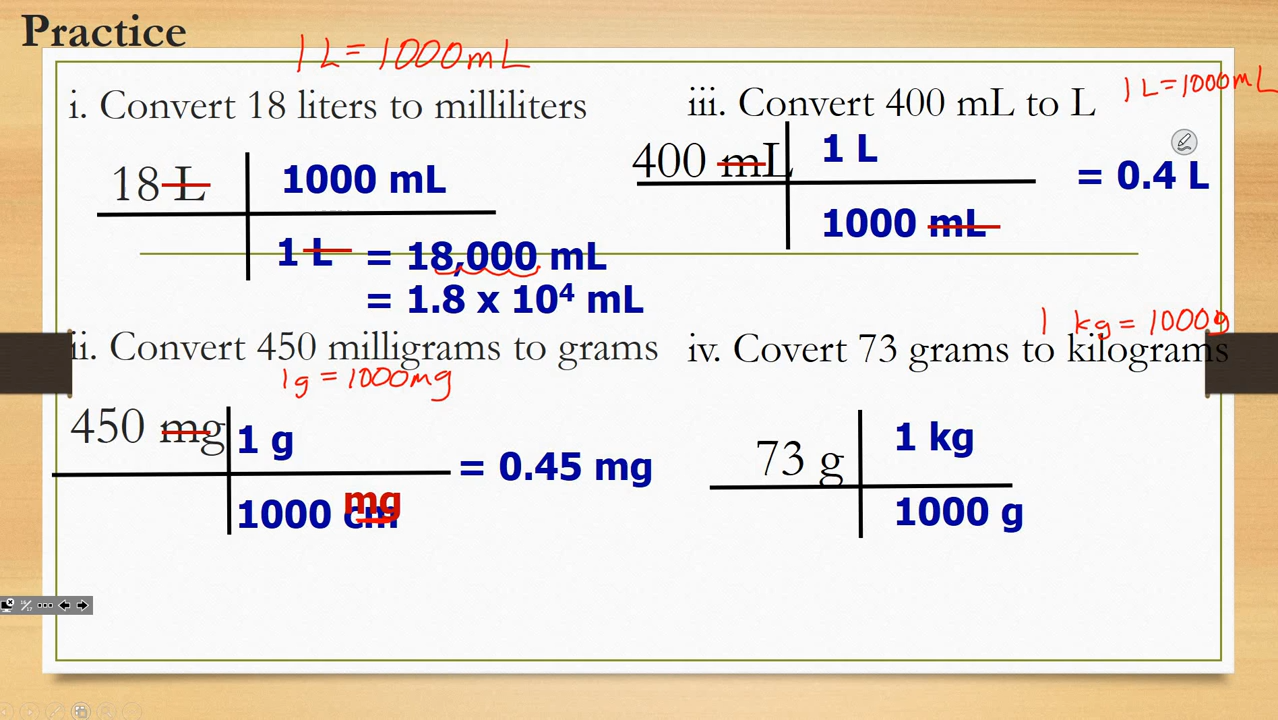 Practice
1 L = 1000 mL
i. Convert 18 liters to milliliters
18 L
1000 mL
1 L
= 18,000 mL
= 1.8 x 10⁴ mL
ii. Convert 450 milligrams to grams
1 g = 1000 mg
450 mg
1 g
1000 cm
mg
= 0.45 mg
iii. Convert 400 mL to L
1 L = 1000 mL
400 mL
1 L
1000 mL
= 0.4 L
1 kg = 1000g
iv. Covert 73 grams to kilograms
73 g
1 kg
1000 g